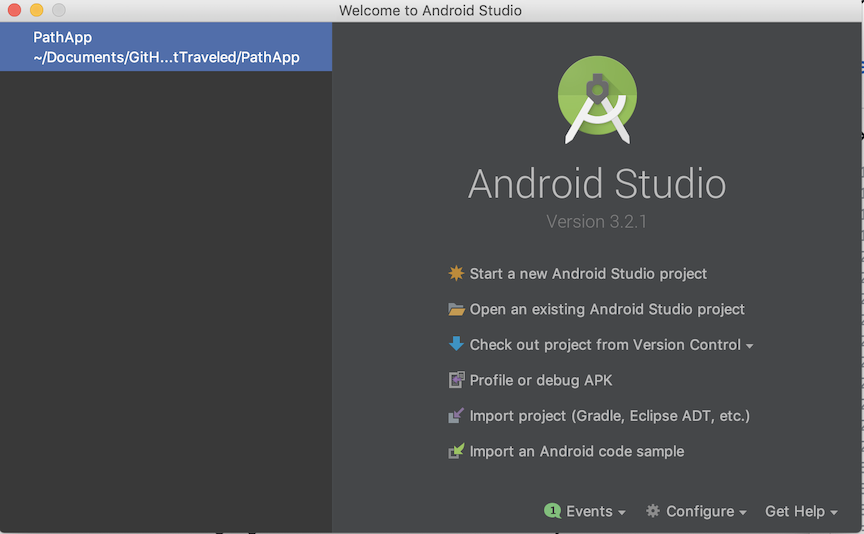 Welcome to Android Studio
PathApp
~/Documents/GitH...tTraveled/PathApp
Android Studio
Version 3.2.1
Start a new Android Studio project
Open an existing Android Studio project
Check out project from Version Control
Profile or debug APK
Import project (Gradle, Eclipse ADT, etc.)
Import an Android code sample
1 Events
Configure
Get Help